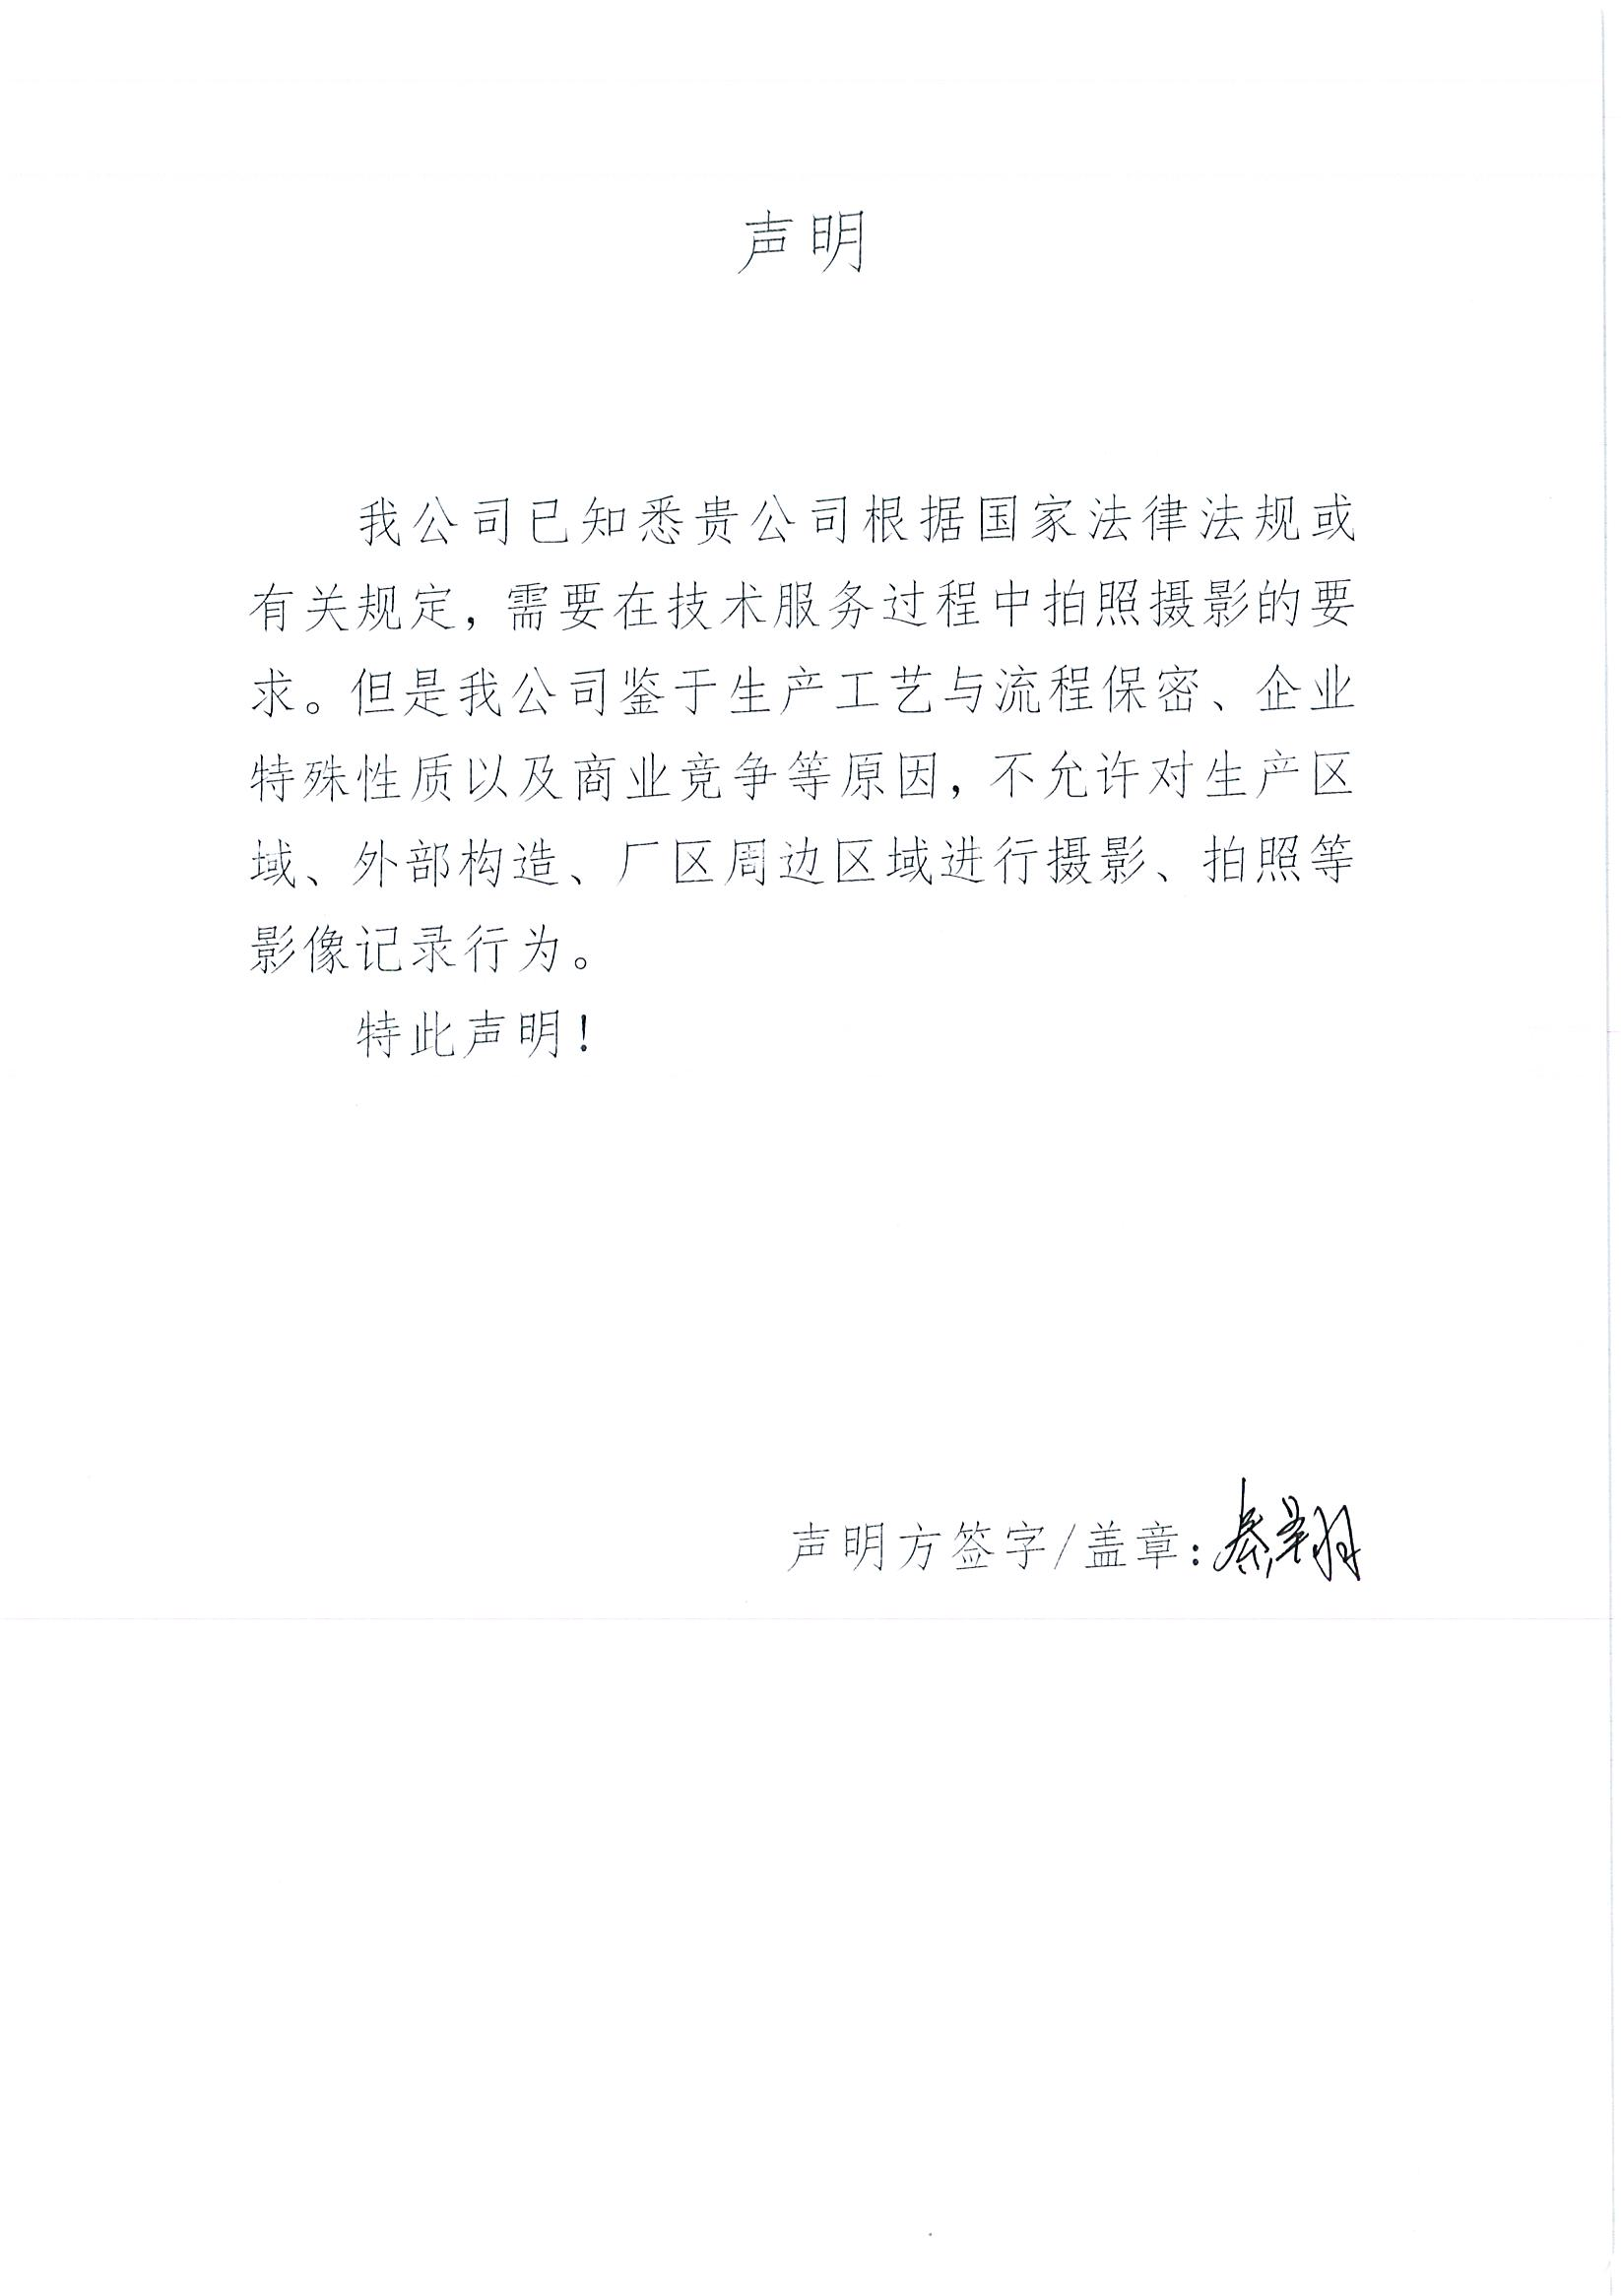 声明
我公司已知悉贵公司根据国家法律法规或
有关规定，需要在技术服务过程中拍照摄影的要
求。但是我公司鉴于生产工艺与流程保密、企业
特殊性质以及商业竞争等原因，不允许对生产区
域、外部构造、厂区周边区域进行摄影、拍照等
影像记录行为。
特此声明！
声明方签字/盖章：